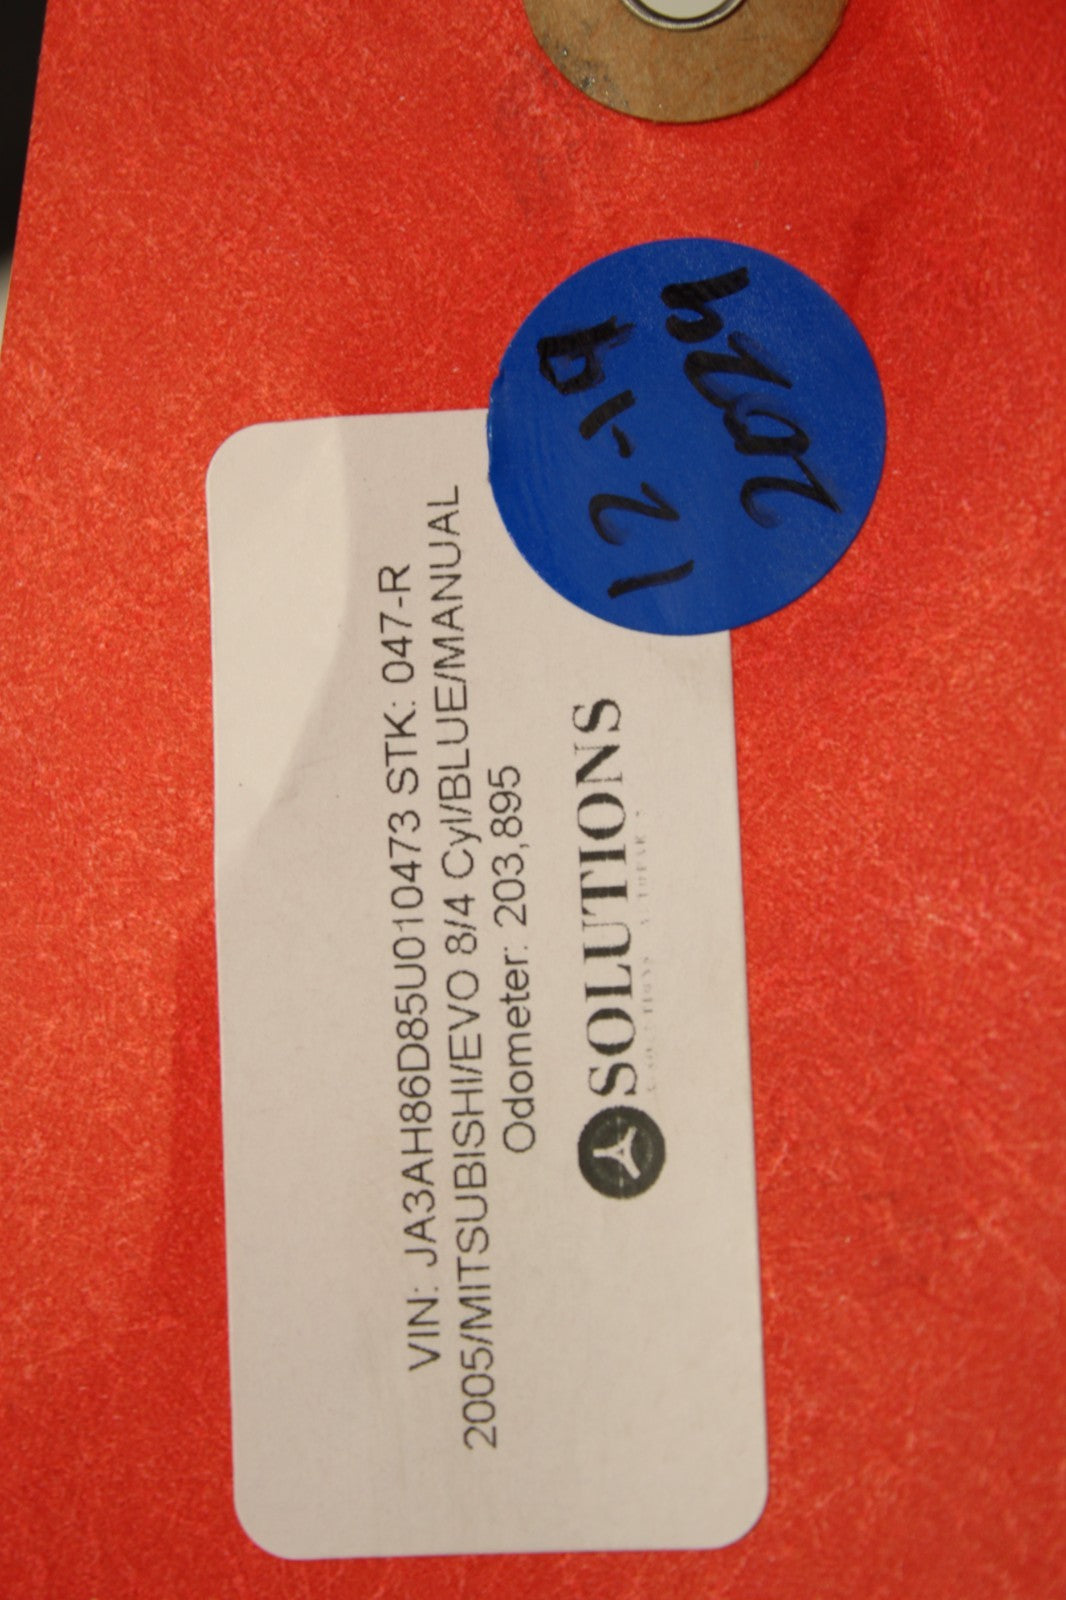 VIN: JA3AH86D85U010473 STK: 047-R
2005/MITSUBISHI/EVO 8/4 Cyl/BLUE/MANUAL
Odometer: 203,895
SOLUTIONS
12-19
2024